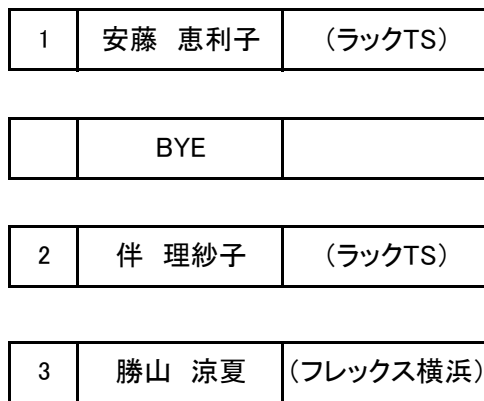 1 安藤 恵利子 （ラックTS）
BYE
2 伴 理紗子 （ラックTS）
3 勝山 涼夏 （フレックス横浜）